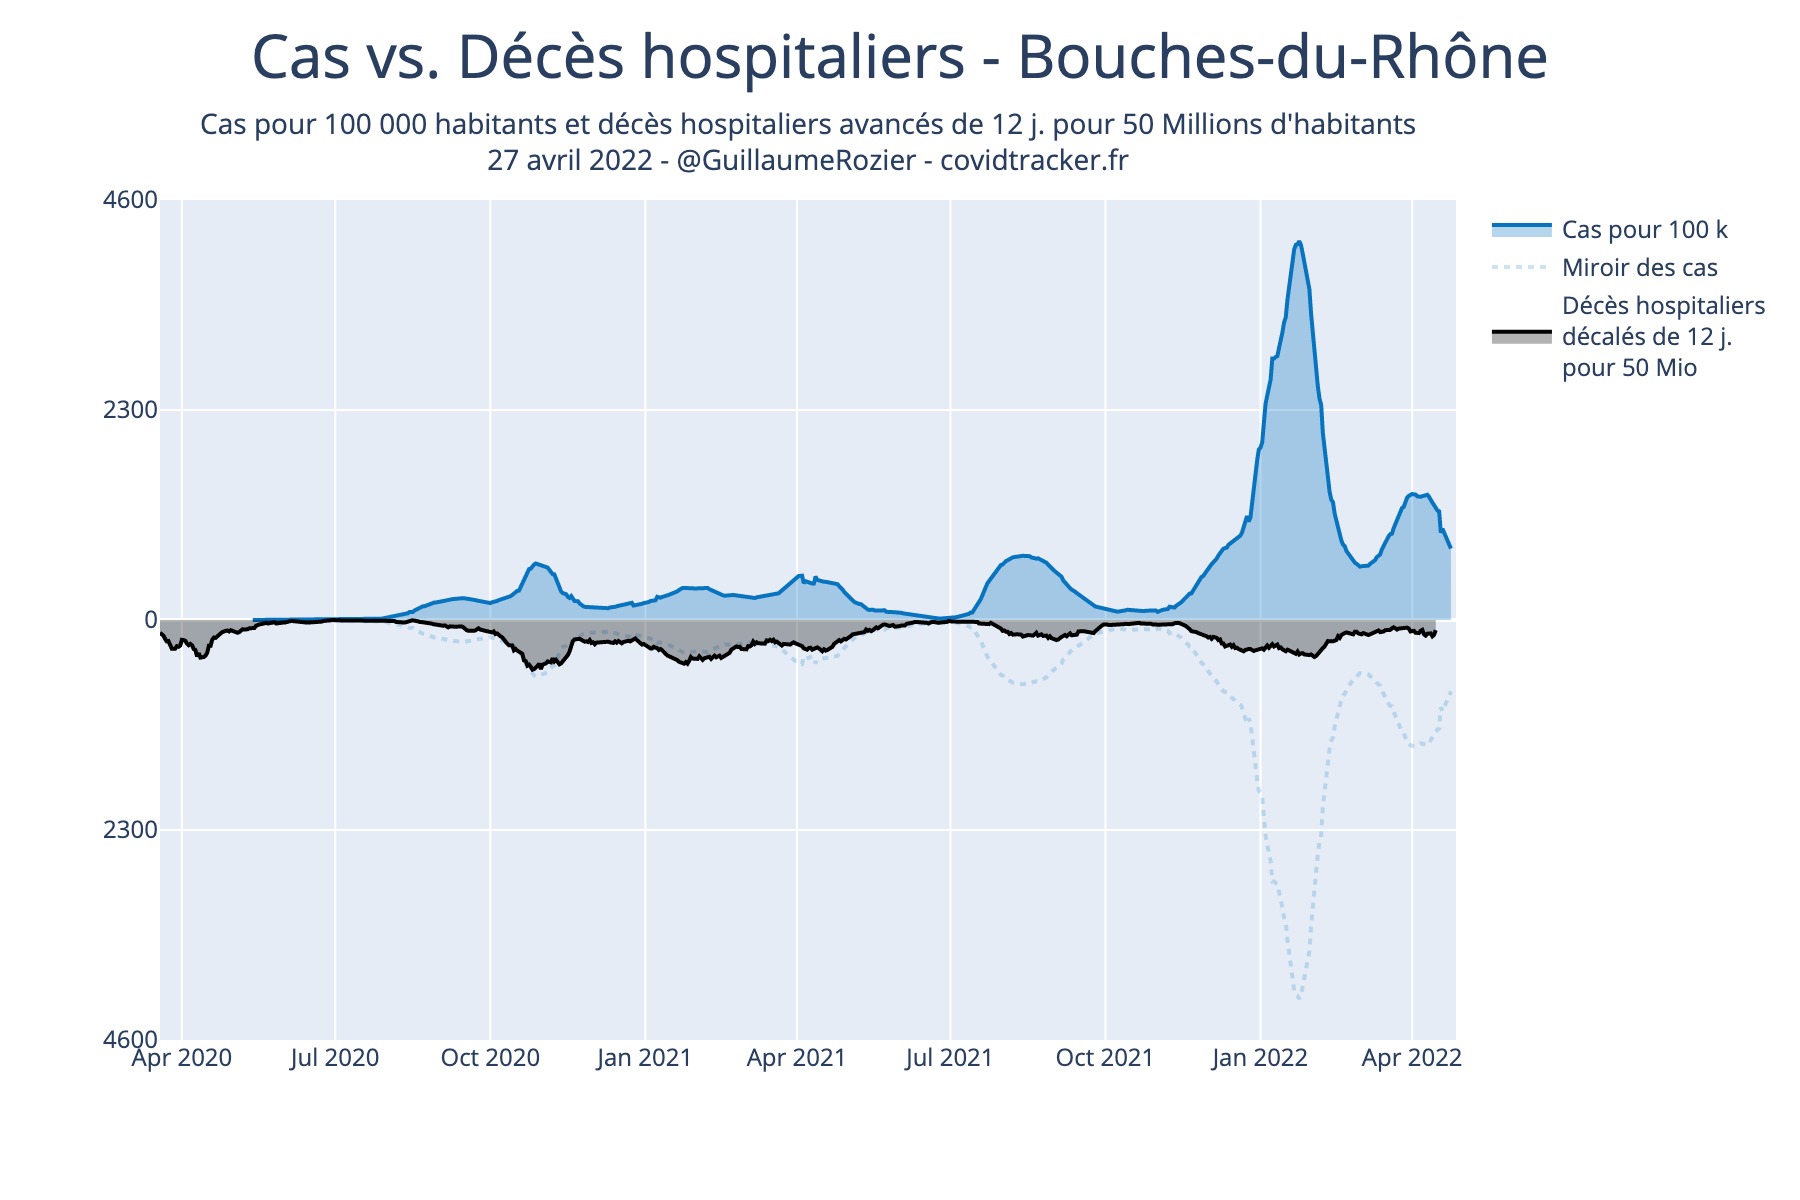 Cas vs. Décès hospitaliers - Bouches-du-Rhône
Cas pour 100 000 habitants et décès hospitaliers avancés de 12 j. pour 50 Millions d'habitants
27 avril 2022 - @GuillaumeRozier - covidtracker.fr
4600
2300
0
2300
4600
Apr 2020 Jul 2020 Oct 2020 Jan 2021 Apr 2021 Jul 2021 Oct 2021 Jan 2022 Apr 2022
Cas pour 100 k
Miroir des cas
Décès hospitaliers
décalés de 12 j.
pour 50 Mio